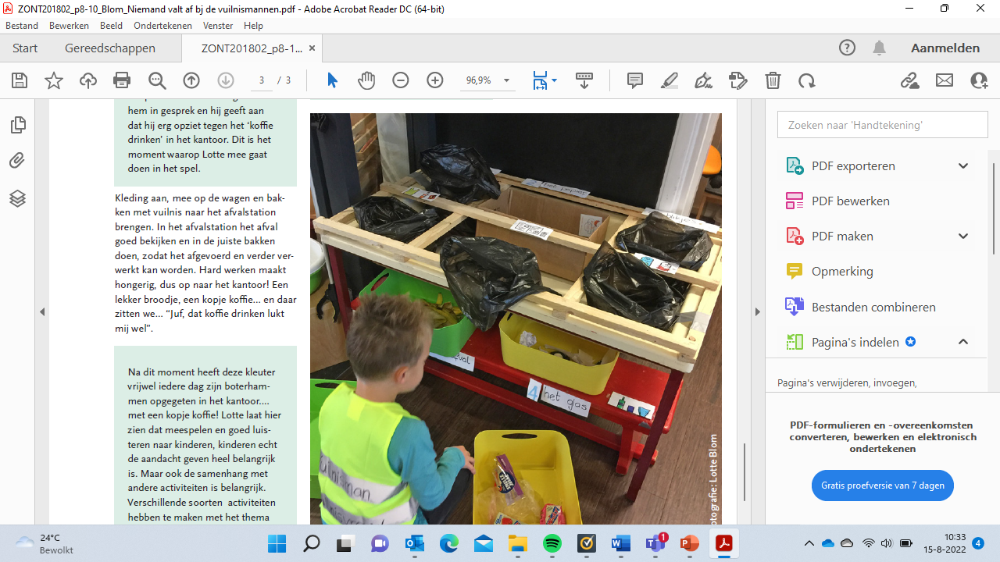 ZONT201802_p8-10_Blom_Niemand valt af bj de vuilnismannen.pdf - Adobe Acrobat Reader DC (64-bit)
Bestand Bewerken Beeld Ondertekenen Venster Help
Start Gereedschappen ZONT201802_p8-1... × Aanmelden
3 / 3 96,9%
hem in gesprek en hij geeft aan
dat hij erg opziet tegen het ‘koffie
drinken’ in het kantoor. Dit is het
moment waarop Lotte mee gaat
doen in het spel.
Kleding aan, mee op de wagen en bak-
ken met vuilnis naar het afvalstation
brengen. In het afvalstation het afval
goed bekijken en in de juiste bakken
doen, zodat het afgevoerd en verder ver-
werkt kan worden. Hard werken maakt
hongerig, dus op naar het kantoor! Een
lekker broodje, een kopje koffie... en daar
zitten we... “Juf, dat koffie drinken lukt
mij wel”.
Na dit moment heeft deze kleuter
vrijwel iedere dag zijn boterham-
men opgegeten in het kantoor....
met een kopje koffie! Lotte laat hier
zien dat meespelen en goed luis-
teren naar kinderen, kinderen echt
de aandacht geven heel belangrijk
is. Maar ook de samenhang met
andere activiteiten is belangrijk.
Verschillende soorten activiteiten
hebben te maken met het thema
2 het papier
4 het glas
ulnisman
otografie: Lotte Blom
Zoeken naar 'Handtekening'
PDF exporteren
PDF bewerken
PDF maken
Opmerking
Bestanden combineren
Pagina's indelen
Pagina's verwijderen, invoegen,
PDF-formulieren en -overeenkomsten
converteren, bewerken en elektronisch
ondertekenen
Gratis proefversie van 7 dagen
24°C
Bewolkt
1
10:33
15-8-2022
4